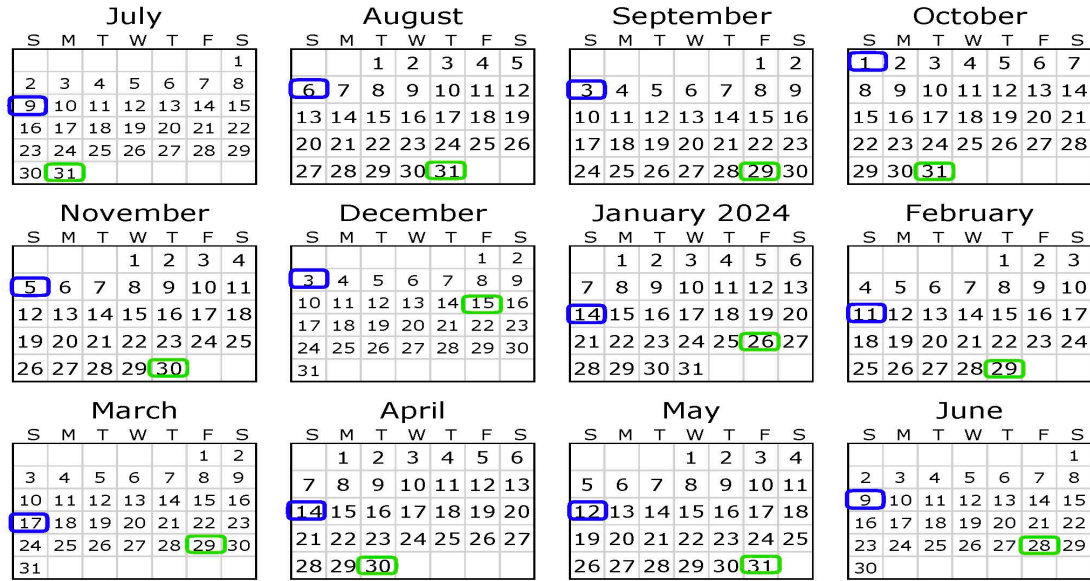 July
S M T W T F S
1
2 3 4 5 6 7 8
9 10 11 12 13 14 15
16 17 18 19 20 21 22
23 24 25 26 27 28 29
30 31
August
S M T W T F S
1 2 3 4 5
6 7 8 9 10 11 12
13 14 15 16 17 18 19
20 21 22 23 24 25 26
27 28 29 30 31
September
S M T W T F S
1 2
3 4 5 6 7 8 9
10 11 12 13 14 15 16
17 18 19 20 21 22 23
24 25 26 27 28 29 30
October
S M T W T F S
1 2 3 4 5 6 7
8 9 10 11 12 13 14
15 16 17 18 19 20 21
22 23 24 25 26 27 28
29 30 31
November
S M T W T F S
1 2 3 4
5 6 7 8 9 10 11
12 13 14 15 16 17 18
19 20 21 22 23 24 25
26 27 28 29 30
December
S M T W T F S
1 2
3 4 5 6 7 8 9
10 11 12 13 14 15 16
17 18 19 20 21 22 23
24 25 26 27 28 29 30
31
January 2024
S M T W T F S
1 2 3 4 5 6
7 8 9 10 11 12 13
14 15 16 17 18 19 20
21 22 23 24 25 26 27
28 29 30 31
February
S M T W T F S
1 2 3
4 5 6 7 8 9 10
11 12 13 14 15 16 17
18 19 20 21 22 23 24
25 26 27 28 29
March
S M T W T F S
1 2
3 4 5 6 7 8 9
10 11 12 13 14 15 16
17 18 19 20 21 22 23
24 25 26 27 28 29 30
31
April
S M T W T F S
1 2 3 4 5 6
7 8 9 10 11 12 13
14 15 16 17 18 19 20
21 22 23 24 25 26 27
28 29 30
May
S M T W T F S
1 2 3 4
5 6 7 8 9 10 11
12 13 14 15 16 17 18
19 20 21 22 23 24 25
26 27 28 29 30 31
June
S M T W T F S
1
2 3 4 5 6 7 8
9 10 11 12 13 14 15
16 17 18 19 20 21 22
23 24 25 26 27 28 29
30